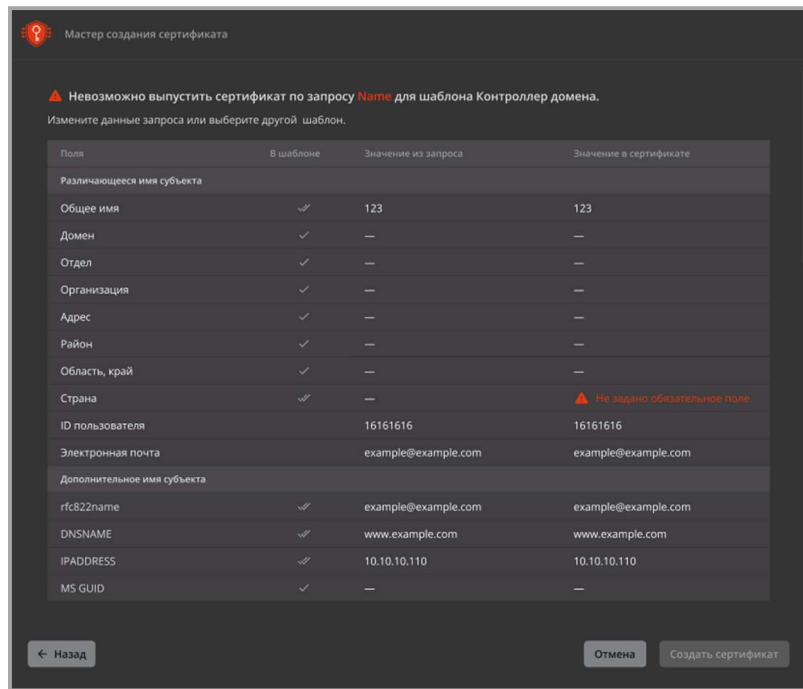 Мастер создания сертификата
Невозможно выпустить сертификат по запросу Name для шаблона Контроллер домена.
Измените данные запроса или выберите другой шаблон.
Поля В шаблоне Значение из запроса Значение в сертификате
Различающееся имя субъекта
Общее имя 123 123
Домен — —
Отдел — —
Организация — —
Адрес — —
Район — —
Область, край — —
Страна — Не задано обязательное поле
ID пользователя 16161616 16161616
Электронная почта example@example.com example@example.com
Дополнительное имя субъекта
rfc822name example@example.com example@example.com
DNSNAME www.example.com www.example.com
IPADDRESS 10.10.10.110 10.10.10.110
MS GUID — —
← Назад Отмена Создать сертификат